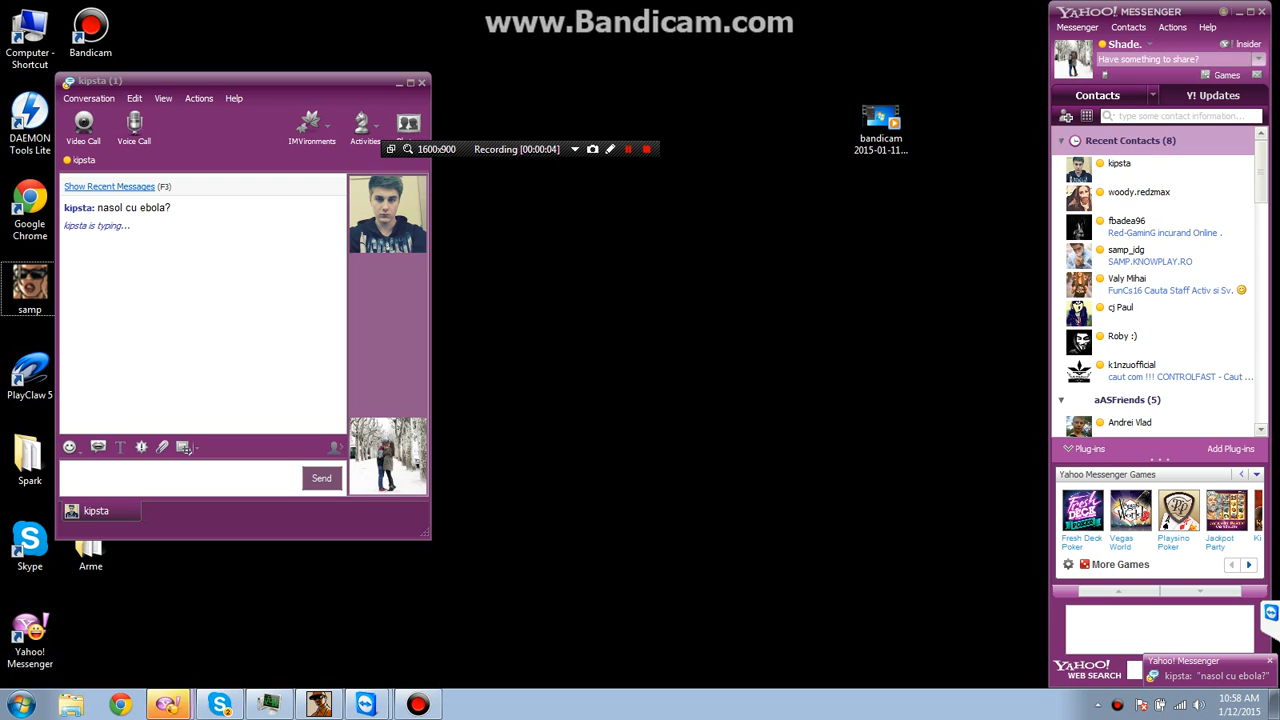 www.Bandicam.com
Computer - Shortcut
Bandicam
DAEMON Tools Lite
Google Chrome
samp
PlayClaw 5
Spark
Skype
Arme
Yahoo! Messenger
kipsta (1)
Conversation Edit View Actions Help
Video Call Voice Call IMVironments Activities
kipsta
1600x900 Recording [00:00:04]
Show Recent Messages (F3)
kipsta: nasol cu ebola?
kipsta is typing...
Send
kipsta
bandicam
2015-01-11...
YAHOO! MESSENGER
Messenger Contacts Actions Help
Shade. Insider
Have something to share?
Games
Contacts Y! Updates
type some contact information...
Recent Contacts (8)
kipsta
woody.redzmax
fbadea96
Red-GaminG incurand Online .
samp_jdg
SAMP.KNOWPLAY.RO
Valy Mihai
FunCs16 Cauta Staff Activ si Sv.
cj Paul
Roby :)
k1nzuofficial
caut com !!! CONTROLFAST - Caut ...
aASFriends (5)
Andrei Vlad
Plug-ins Add Plug-ins
Yahoo Messenger Games
Fresh Deck Poker
Vegas World
Playsino Poker
Jackpot Party
Ki
More Games
YAHOO! WEB SEARCH
Yahoo! Messenger
kipsta: "nasol cu ebola?"
10:58 AM
1/12/2015